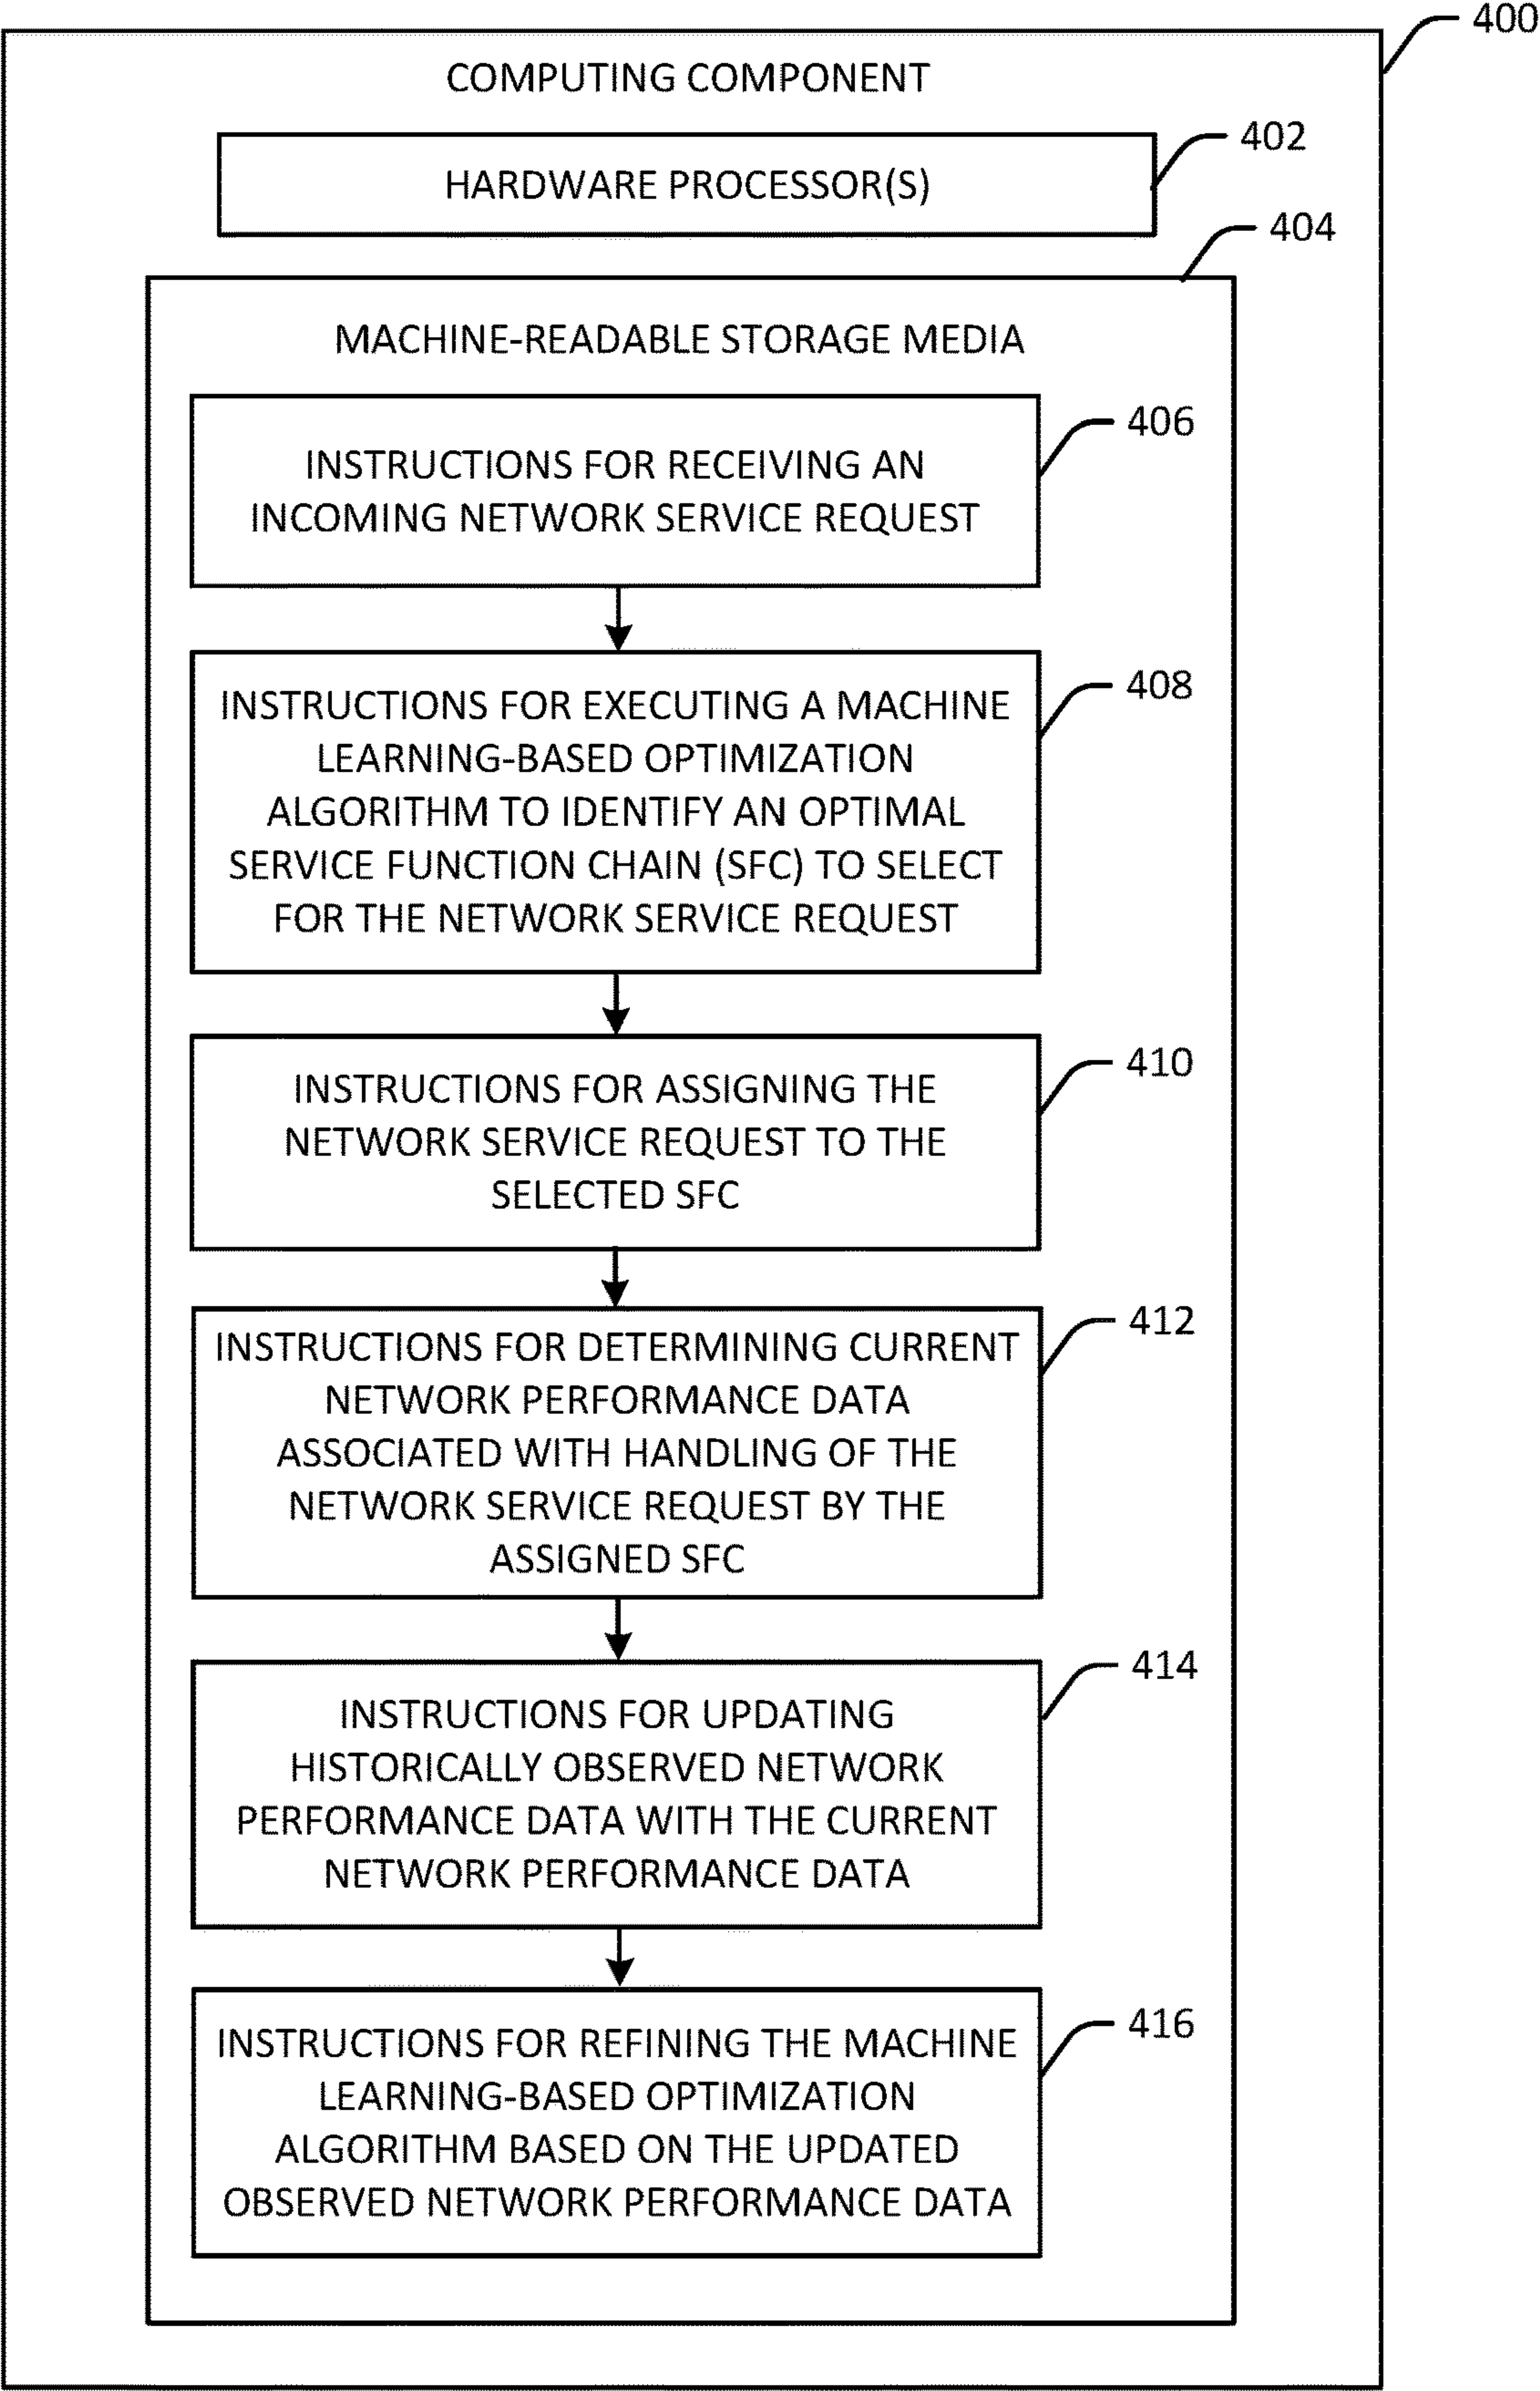 400
COMPUTING COMPONENT
402
HARDWARE PROCESSOR(S)
404
MACHINE-READABLE STORAGE MEDIA
406
INSTRUCTIONS FOR RECEIVING AN
INCOMING NETWORK SERVICE REQUEST
408
INSTRUCTIONS FOR EXECUTING A MACHINE
LEARNING-BASED OPTIMIZATION
ALGORITHM TO IDENTIFY AN OPTIMAL
SERVICE FUNCTION CHAIN (SFC) TO SELECT
FOR THE NETWORK SERVICE REQUEST
410
INSTRUCTIONS FOR ASSIGNING THE
NETWORK SERVICE REQUEST TO THE
SELECTED SFC
412
INSTRUCTIONS FOR DETERMINING CURRENT
NETWORK PERFORMANCE DATA
ASSOCIATED WITH HANDLING OF THE
NETWORK SERVICE REQUEST BY THE
ASSIGNED SFC
414
INSTRUCTIONS FOR UPDATING
HISTORICALLY OBSERVED NETWORK
PERFORMANCE DATA WITH THE CURRENT
NETWORK PERFORMANCE DATA
416
INSTRUCTIONS FOR REFINING THE MACHINE
LEARNING-BASED OPTIMIZATION
ALGORITHM BASED ON THE UPDATED
OBSERVED NETWORK PERFORMANCE DATA